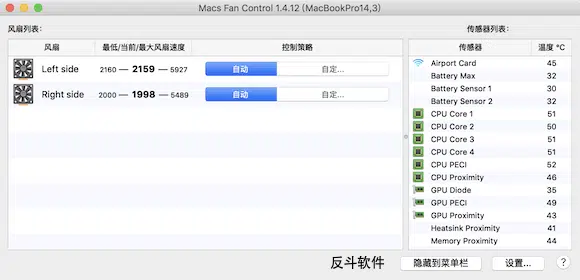 Macs Fan Control 1.4.12 (MacBookPro14,3)
风扇列表:
风扇 最低/当前/最大风扇速度 控制策略
Left side 2160 — 2159 — 5927 自动 自定...
Right side 2000 — 1998 — 5489 自动 自定...
传感器列表:
传感器 温度 °C
Airport Card 45
Battery Max 32
Battery Sensor 1 30
Battery Sensor 2 32
CPU Core 1 51
CPU Core 2 50
CPU Core 3 51
CPU Core 4 51
CPU PECI 52
CPU Proximity 46
GPU Diode 35
GPU PECI 49
GPU Proximity 43
Heatsink Proximity 41
Memory Proximity 44
反斗软件 隐藏到菜单栏 设置... ?